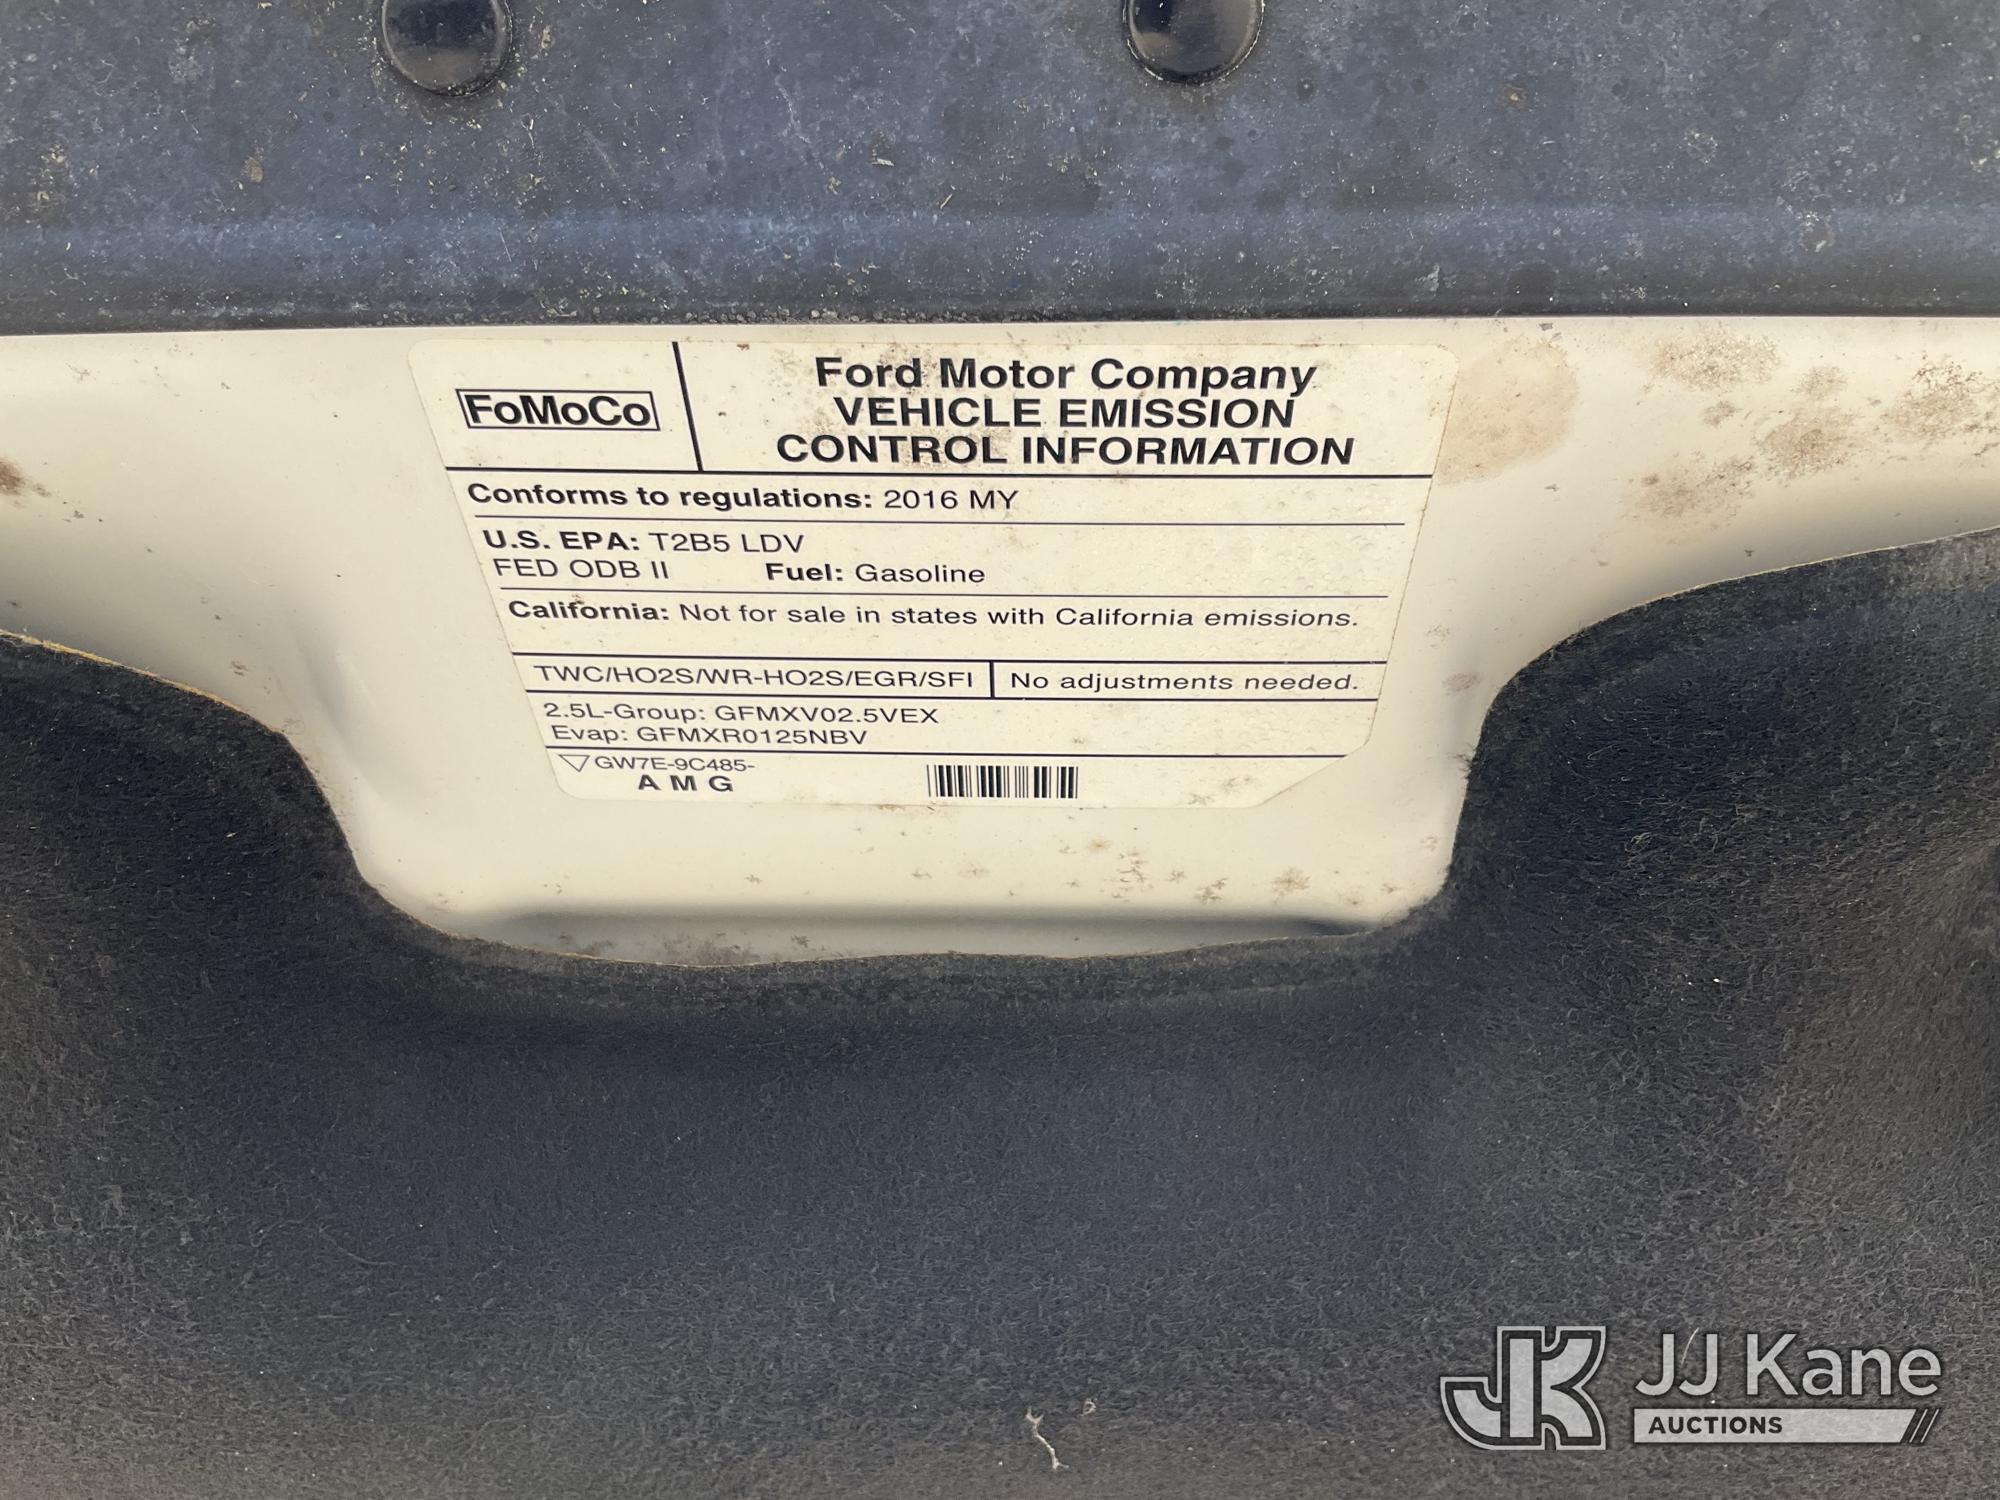 FoMoCo
Ford Motor Company
VEHICLE EMISSION
CONTROL INFORMATION
Conforms to regulations: 2016 MY
U.S. EPA: T2B5 LDV
FED ODB II Fuel: Gasoline
California: Not for sale in states with California emissions.
TWC/HO2S/WR-HO2S/EGR/SFI No adjustments needed.
2.5L-Group: GFMXV02.5VEX
Evap: GFMXR0125NBV
GW7E-9C485-
A M G
JK JJ Kane
AUCTIONS